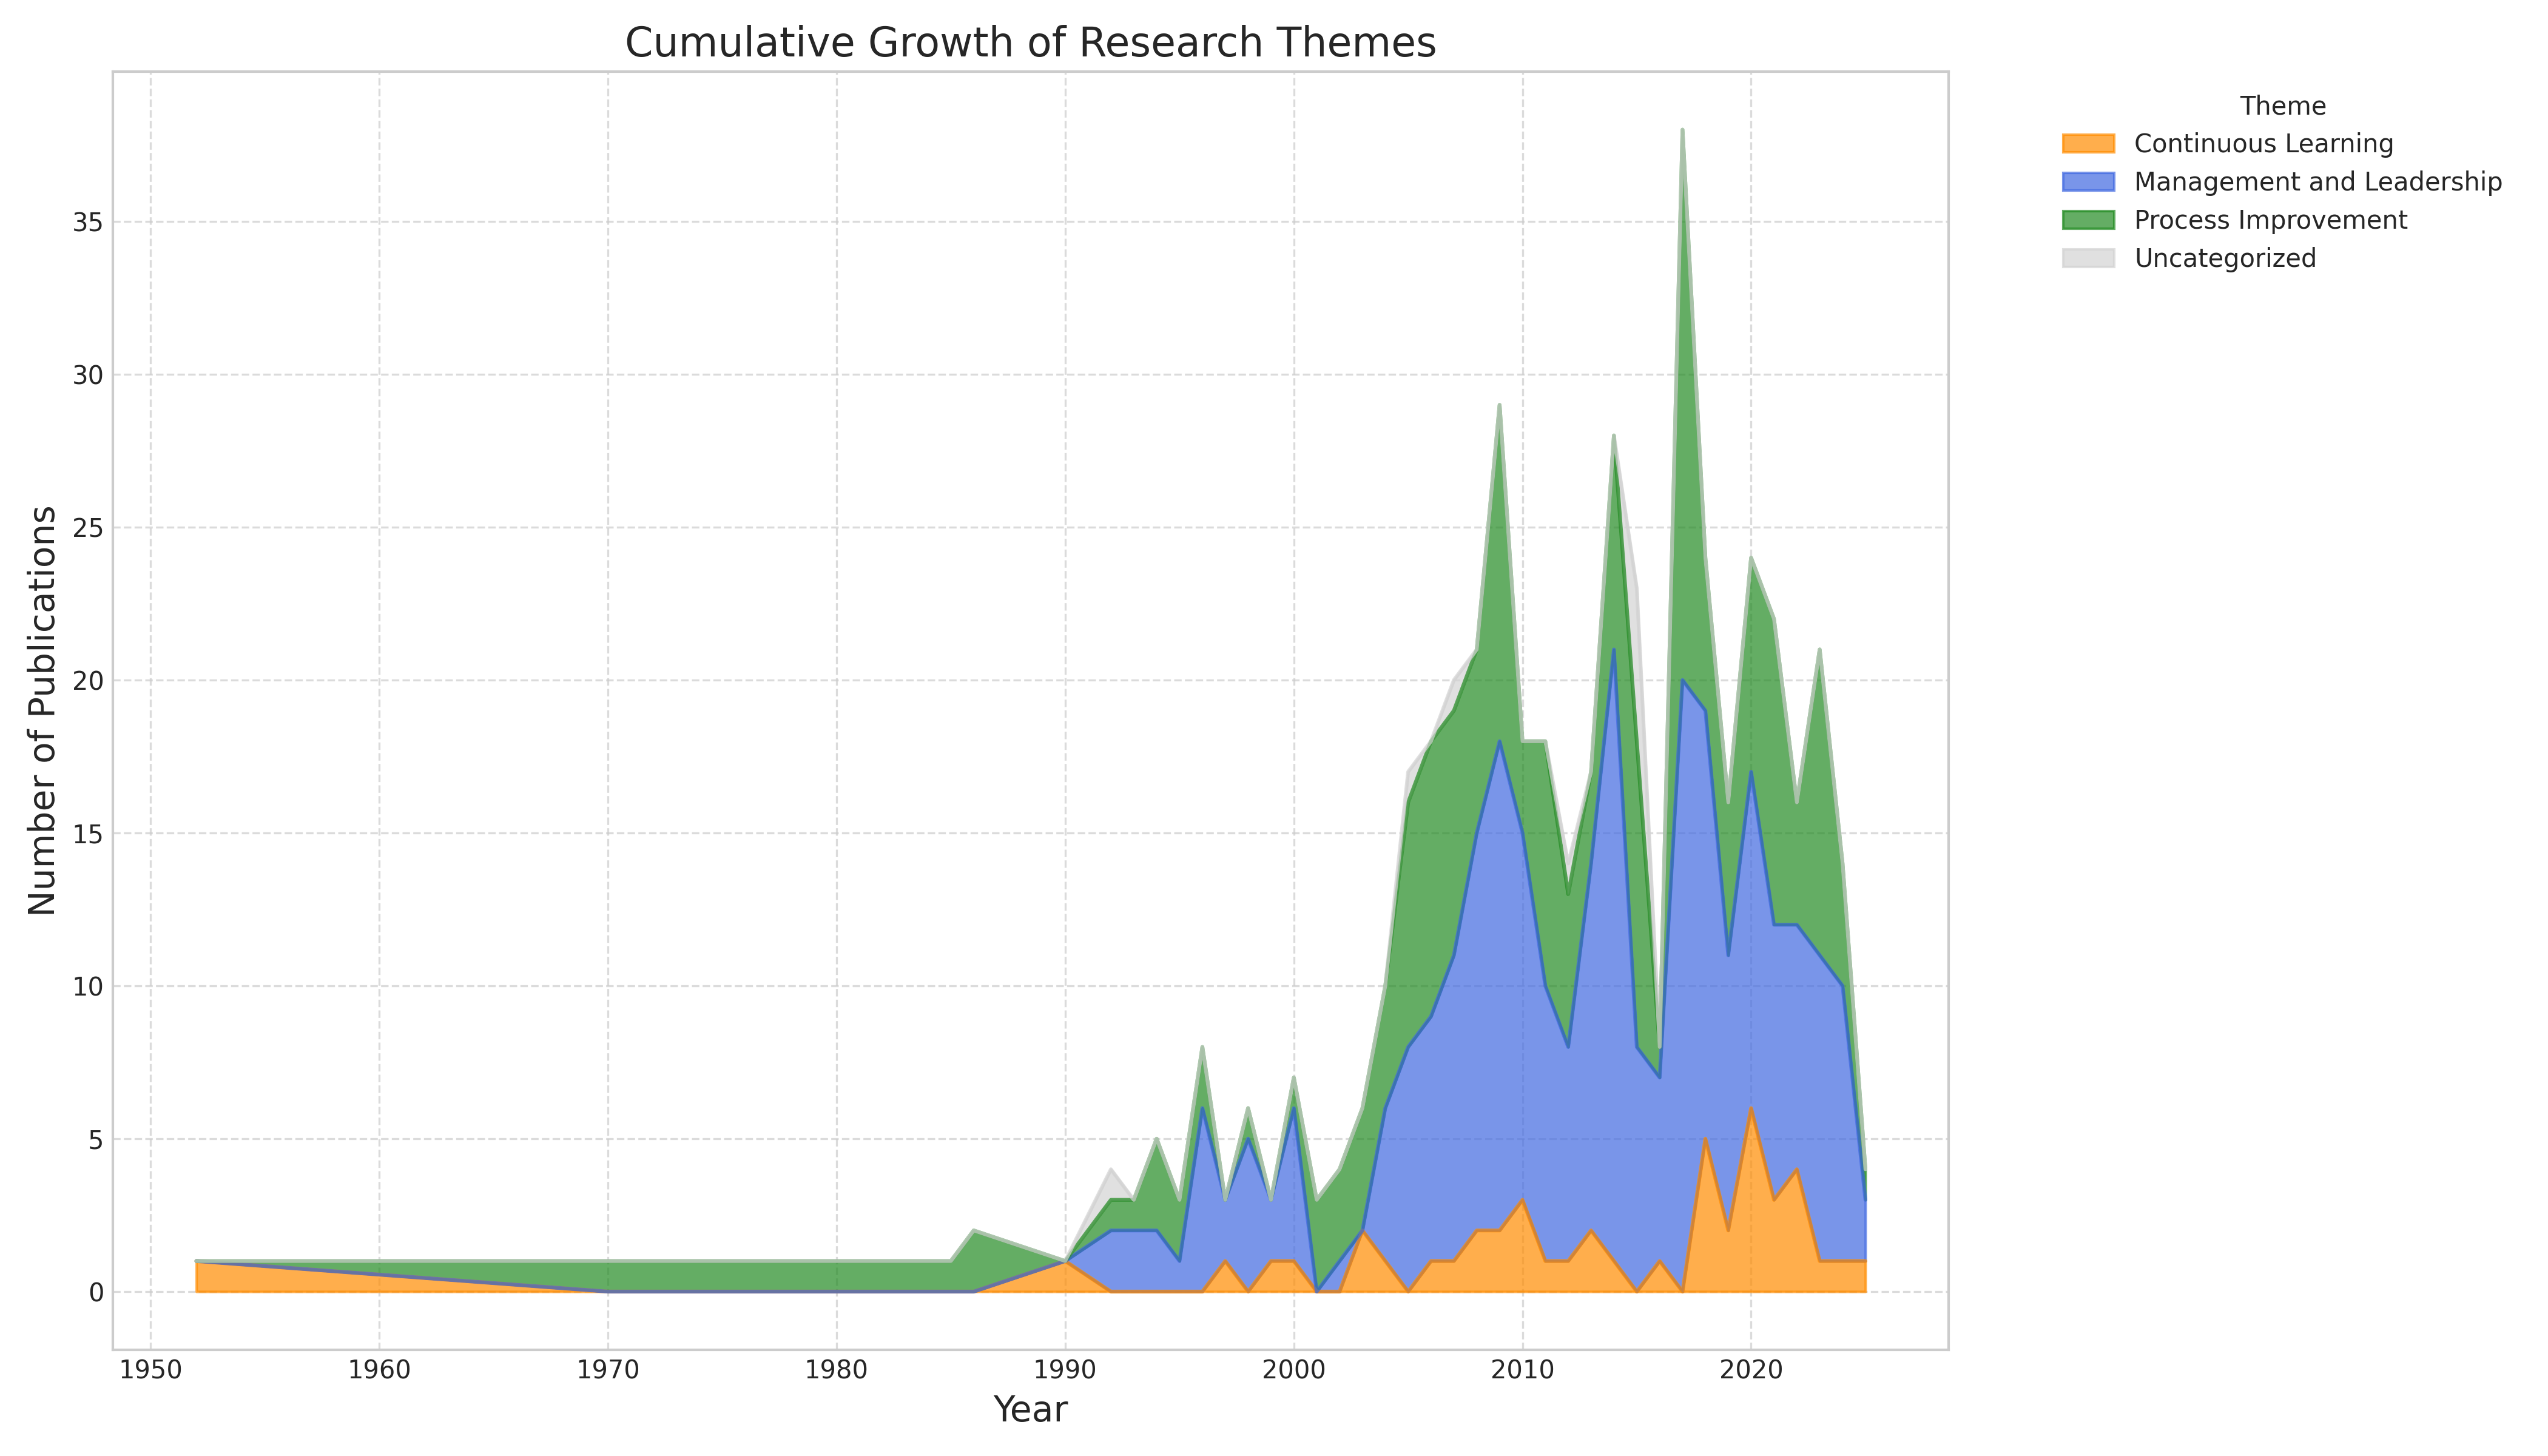 Cumulative Growth of Research Themes
Theme
Continuous Learning
Management and Leadership
Process Improvement
Uncategorized
Number of Publications
35
30
25
20
15
10
5
0
1950 1960 1970 1980 1990 2000 2010 2020
Year